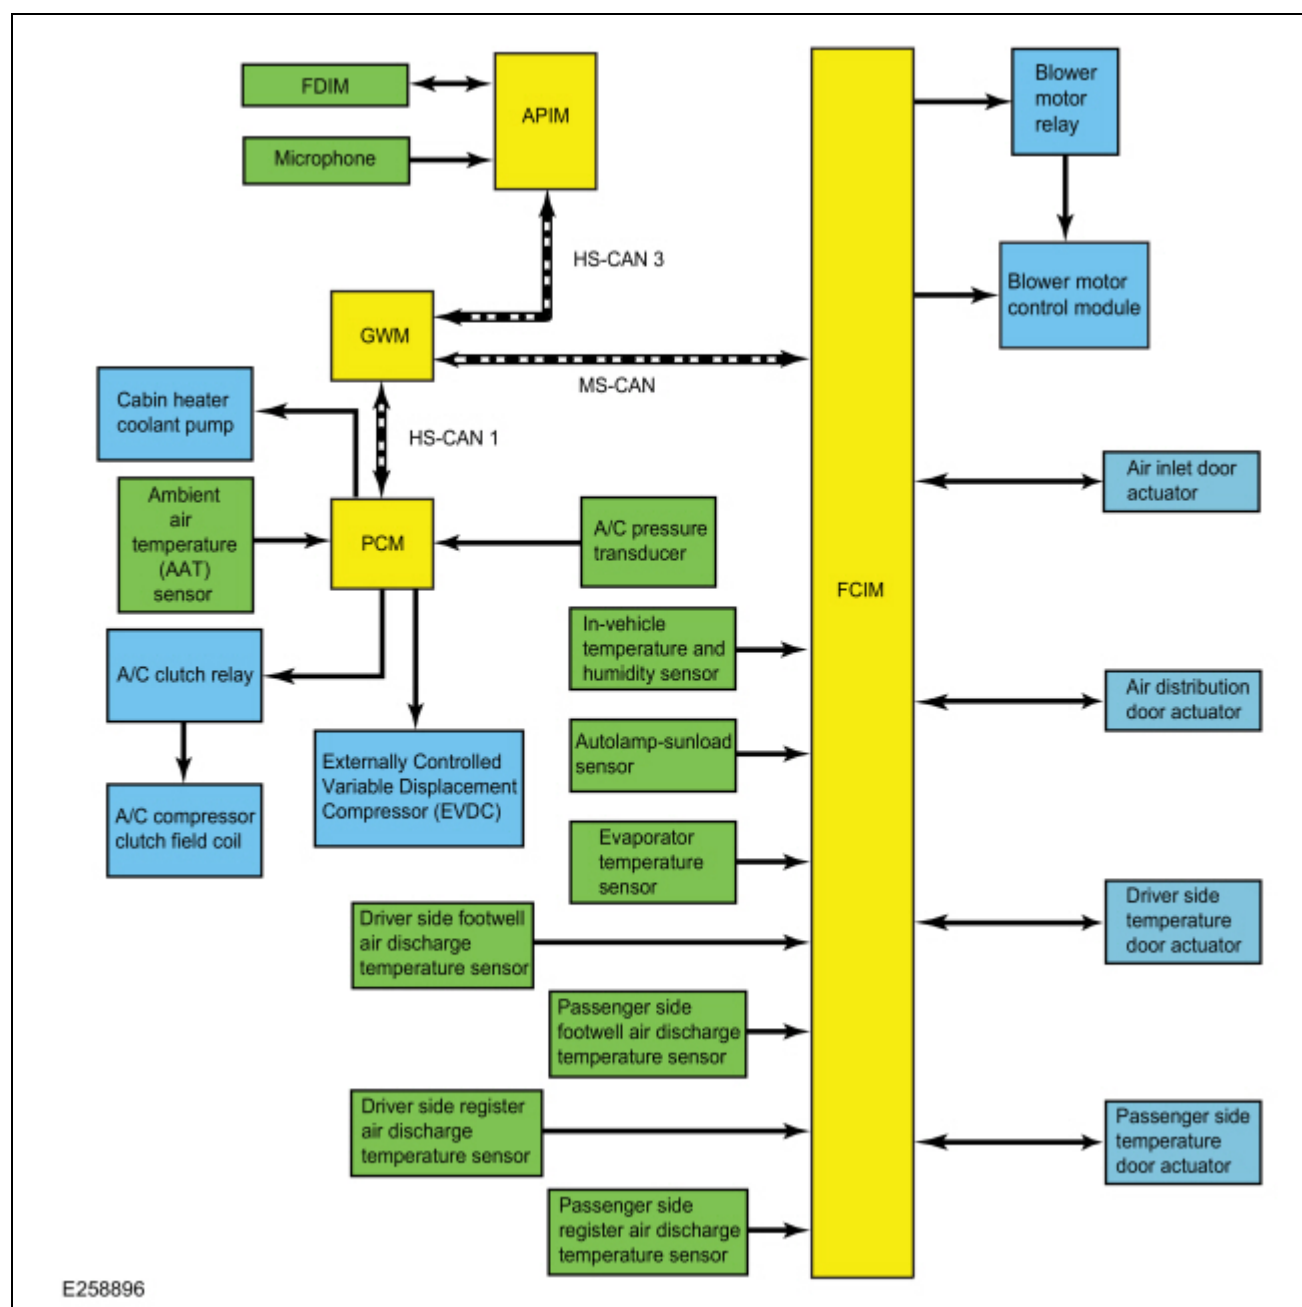 FDIM
Microphone
APIM
HS-CAN 3
GWM
MS-CAN
HS-CAN 1
Cabin heater
coolant pump
Ambient
air
temperature
(AAT)
sensor
PCM
A/C pressure
transducer
A/C clutch relay
A/C compressor
clutch field coil
Externally Controlled
Variable Displacement
Compressor (EVDC)
In-vehicle
temperature and
humidity sensor
Autolamp-sunload
sensor
Evaporator
temperature
sensor
Driver side footwell
air discharge
temperature sensor
Passenger side
footwell air discharge
temperature sensor
Driver side register
air discharge
temperature sensor
Passenger side
register air discharge
temperature sensor
FCIM
Blower
motor
relay
Blower motor
control module
Air inlet door
actuator
Air distribution
door actuator
Driver side
temperature
door actuator
Passenger side
temperature
door actuator
E258896